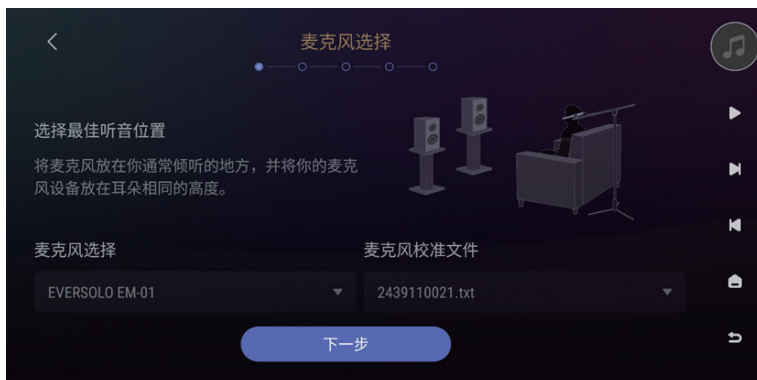 麦克风选择
选择最佳听音位置
将麦克风放在你通常倾听的地方，并将你的麦克
风设备放在耳朵相同的高度。
麦克风选择
麦克风校准文件
EVERSOLO EM-01
2439110021.txt
下一步